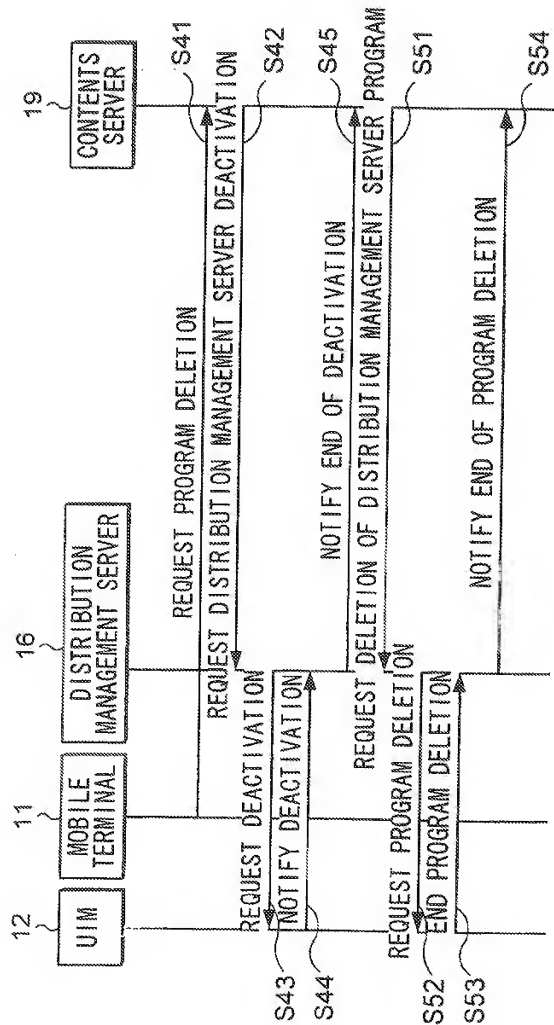 12
UIM
11
MOBILE
TERMINAL
16
DISTRIBUTION
MANAGEMENT SERVER
19
CONTENTS
SERVER
REQUEST PROGRAM DELETION
S41
REQUEST DISTRIBUTION MANAGEMENT SERVER DEACTIVATION
S42
REQUEST DEACTIVATION
S43
NOTIFY DEACTIVATION
S44
NOTIFY END OF DEACTIVATION
S45
REQUEST DELETION OF DISTRIBUTION MANAGEMENT SERVER PROGRAM
S51
REQUEST PROGRAM DELETION
S52
END PROGRAM DELETION
S53
NOTIFY END OF PROGRAM DELETION
S54